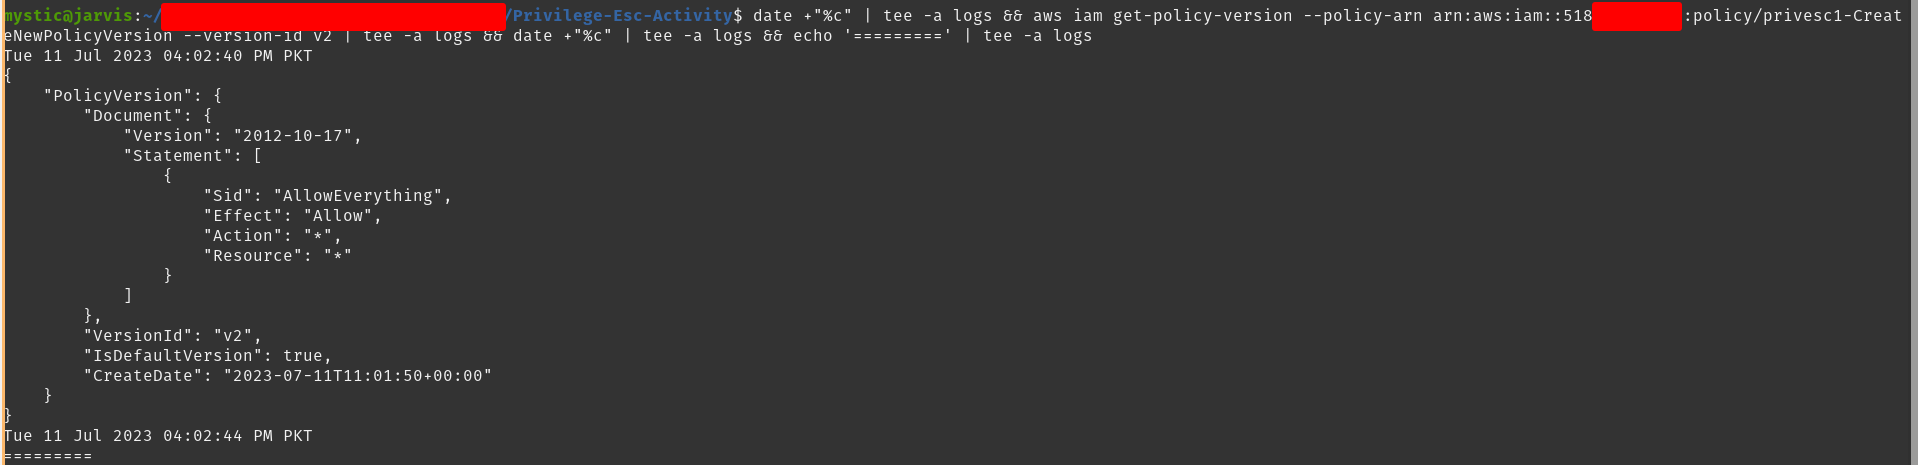 mystic@jarvis:~/ /Privilege-Esc-Activity$ date +"%c" | tee -a logs && aws iam get-policy-version --policy-arn arn:aws:iam::518 :policy/privesc1-Creat
eNewPolicyVersion --version-id v2 | tee -a logs && date +"%c" | tee -a logs && echo '=========' | tee -a logs
Tue 11 Jul 2023 04:02:40 PM PKT
{
    "PolicyVersion": {
        "Document": {
            "Version": "2012-10-17",
            "Statement": [
                {
                    "Sid": "AllowEverything",
                    "Effect": "Allow",
                    "Action": "*",
                    "Resource": "*"
                }
            ]
        },
        "VersionId": "v2",
        "IsDefaultVersion": true,
        "CreateDate": "2023-07-11T11:01:50+00:00"
    }
}
Tue 11 Jul 2023 04:02:44 PM PKT
=========